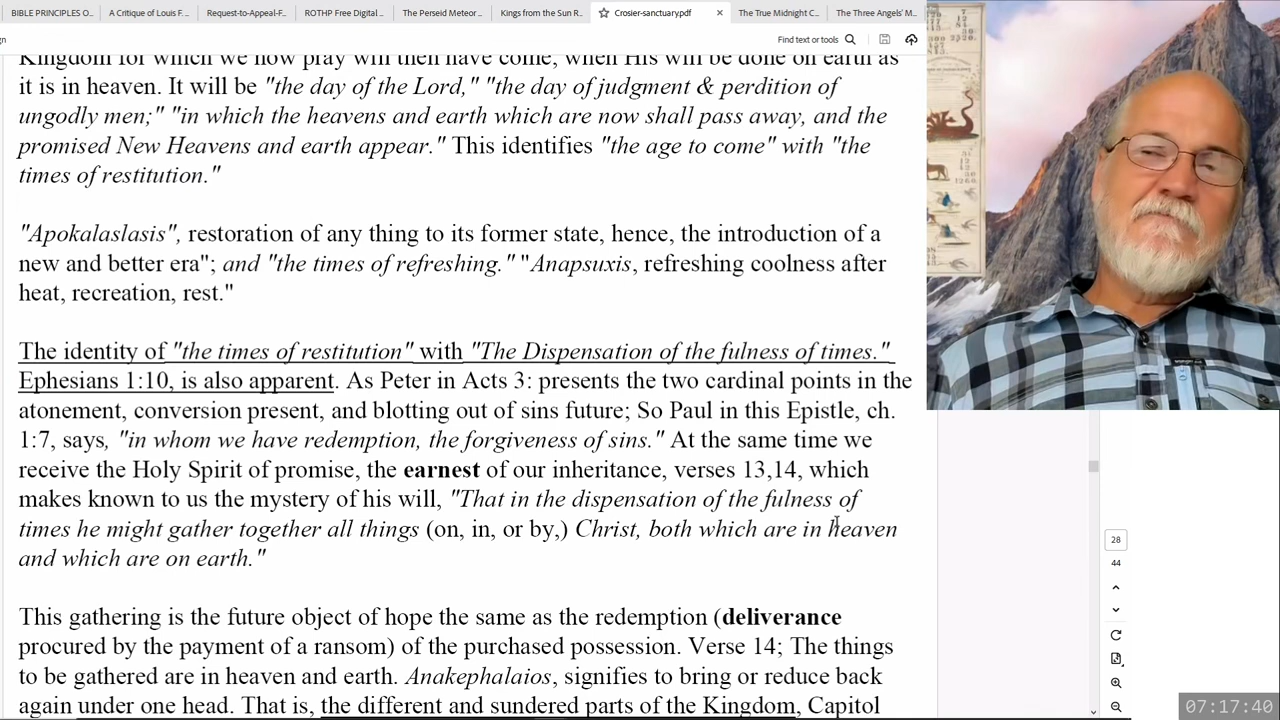 BIBLE PRINCIPLES O...
A Critique of Louis F. ...
Request-to-Appeal-F...
ROTHP Free Digital ...
The Perseid Meteor ...
Kings from the Sun R...
Crosier-sanctuary.pdf
The True Midnight C...
The Three Angels' M...
gn
Find text or tools
Kingdom for which we now pray will then have come, when His will be done on earth as
it is in heaven. It will be "the day of the Lord," "the day of judgment & perdition of
ungodly men;" "in which the heavens and earth which are now shall pass away, and the
promised New Heavens and earth appear." This identifies "the age to come" with "the
times of restitution."
"Apokalaslasis", restoration of any thing to its former state, hence, the introduction of a
new and better era"; and "the times of refreshing." "Anapsuxis, refreshing coolness after
heat, recreation, rest."
The identity of "the times of restitution" with "The Dispensation of the fulness of times."
Ephesians 1:10, is also apparent. As Peter in Acts 3: presents the two cardinal points in the
atonement, conversion present, and blotting out of sins future; So Paul in this Epistle, ch.
1:7, says, "in whom we have redemption, the forgiveness of sins." At the same time we
receive the Holy Spirit of promise, the earnest of our inheritance, verses 13,14, which
makes known to us the mystery of his will, "That in the dispensation of the fulness of
times he might gather together all things (on, in, or by,) Christ, both which are in heaven
and which are on earth."
This gathering is the future object of hope the same as the redemption (deliverance
procured by the payment of a ransom) of the purchased possession. Verse 14; The things
to be gathered are in heaven and earth. Anakephalaios, signifies to bring or reduce back
again under one head. That is, the different and sundered parts of the Kingdom, Capitol
28
44
07:17:40